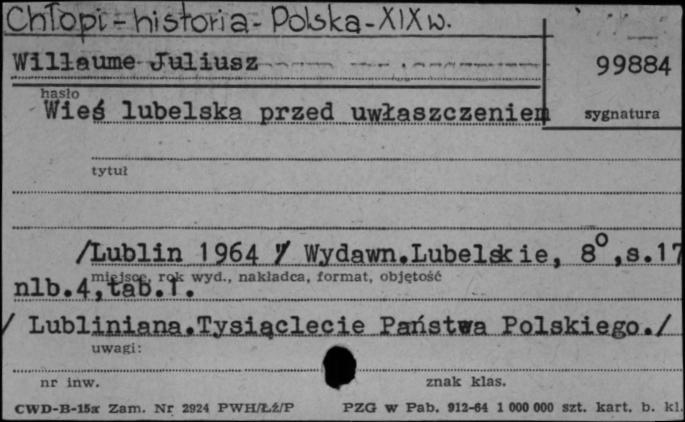 Chłopi - historia - Polska - XIX w.
Willaume Juliusz
99884
hasło
Wieś lubelska przed uwłaszczeniem
sygnatura
tytuł
/Lublin 1964 / Wydawn.Lubelskie, 8°,s.17
miejsce, rok wyd., nakładca, format, objętość
nlb.4,tab.1.
/ Lubliniana.Tysiąclecie Państwa Polskiego./
uwagi:
nr inw.
znak klas.
CWD-B-15x Zam. Nr 2924 PWH/Łż/P PZG w Pab. 912-64 1 000 000 szt. kart. b. kl.